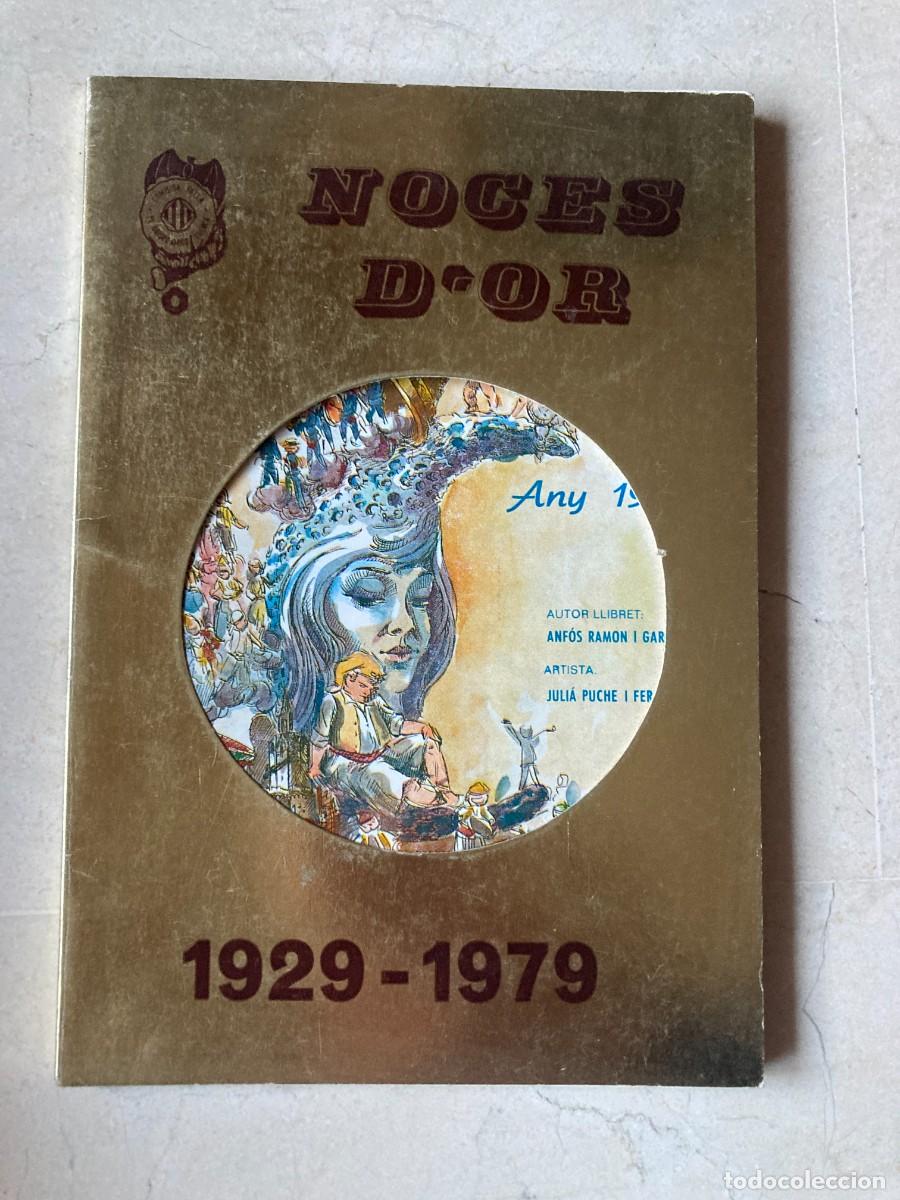 NOCES
D'OR
Any 19
AUTOR LLIBRET:
ANFÓS RAMON I GAR
ARTISTA.
JULIÁ PUCHE I FER
1929-1979
todocoleccion